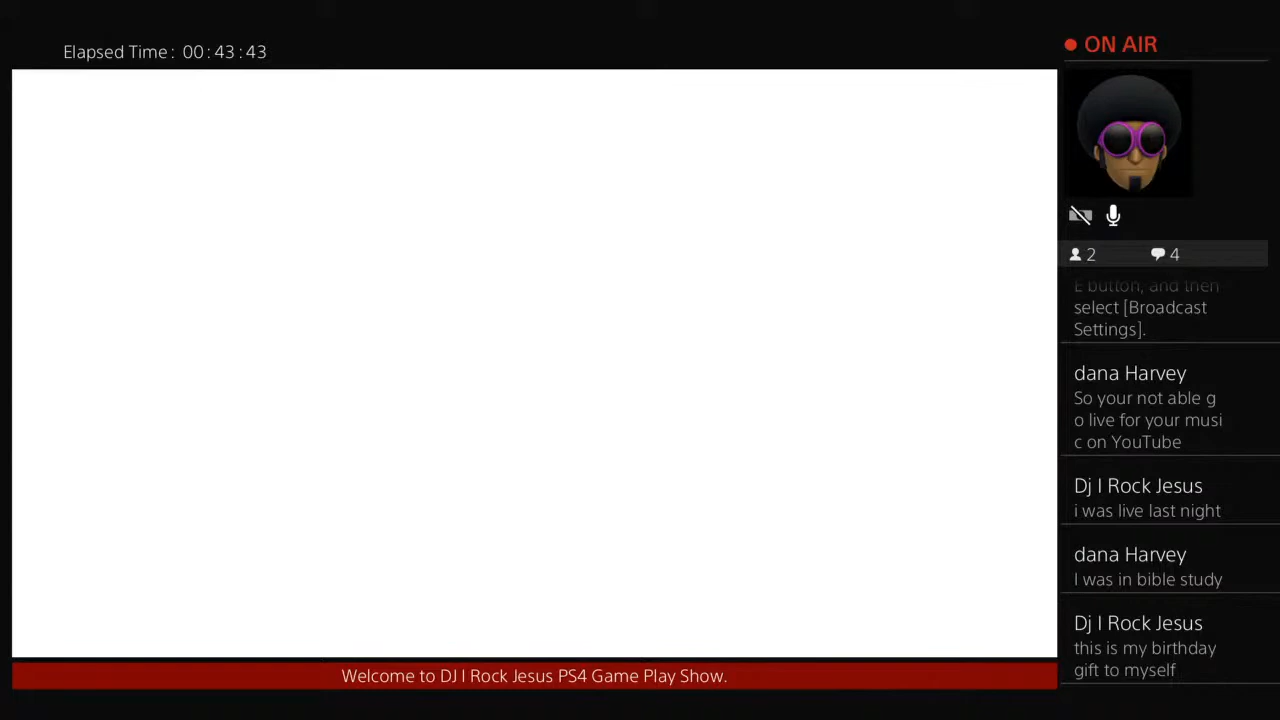 Elapsed Time: 00:43:43
ON AIR
2 4
E button, and then
select [Broadcast
Settings].
dana Harvey
So your not able g
o live for your musi
c on YouTube
Dj I Rock Jesus
i was live last night
dana Harvey
I was in bible study
Dj I Rock Jesus
this is my birthday
gift to myself
Welcome to DJ I Rock Jesus PS4 Game Play Show.